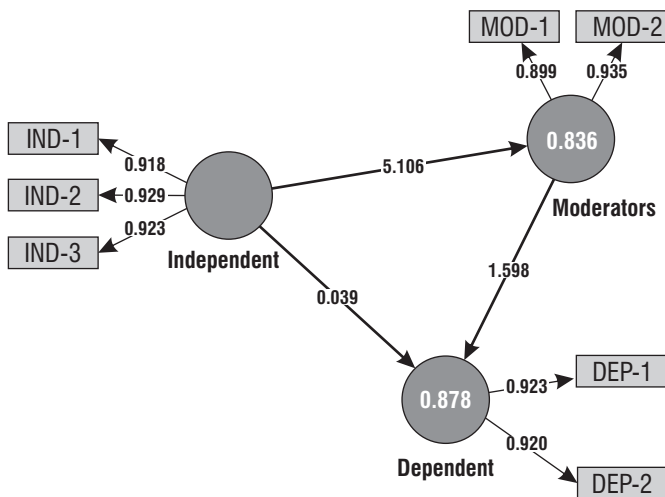 MOD-1
MOD-2
0.899
0.935
IND-1
0.918
0.836
5.106
IND-2
0.929
Moderators
0.923
IND-3
Independent
1.598
0.039
0.878
0.923
DEP-1
0.920
Dependent
DEP-2